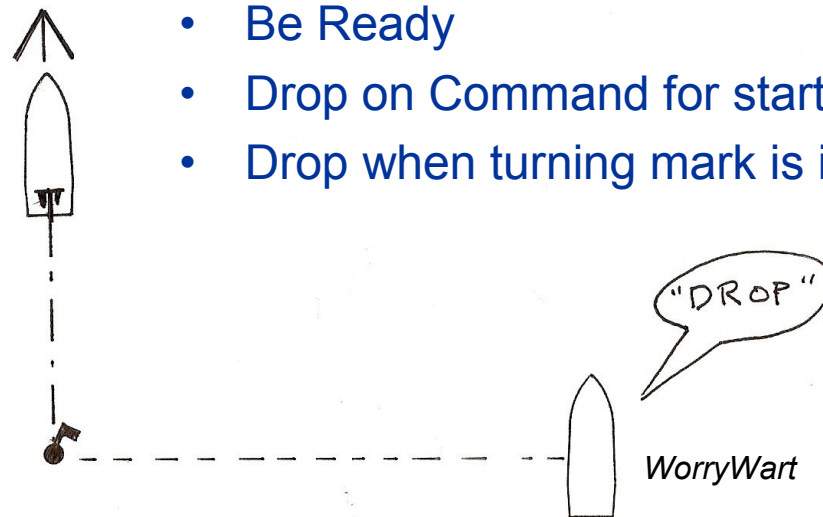 • Be Ready
• Drop on Command for start
• Drop when turning mark is i
"DROP"
WorryWart